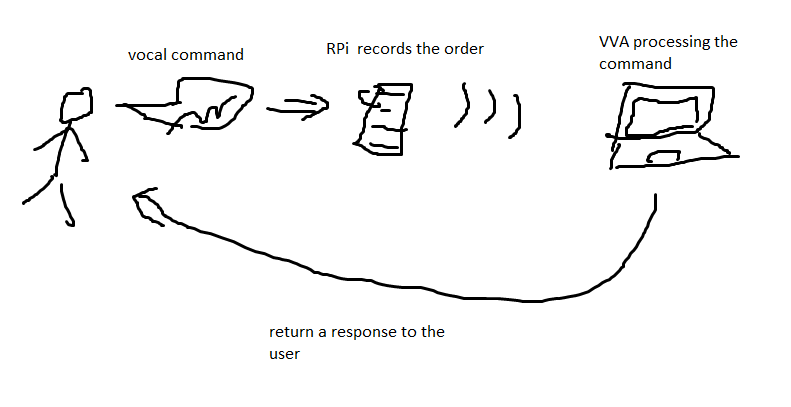 vocal command
RPi records the order
VVA processing the
command
return a response to the
user